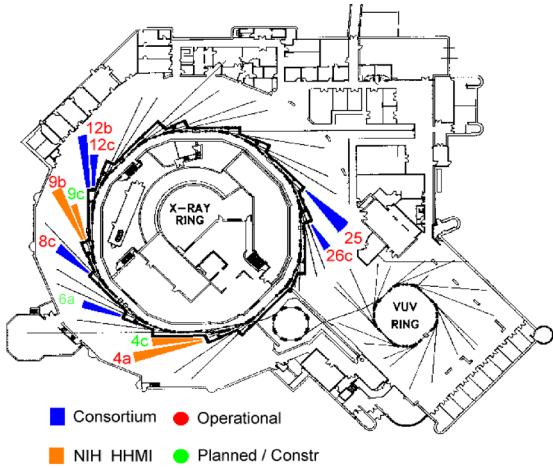 12b
12c
9b
9c
X-RAY
RING
8c
25
26c
6a
VUV
RING
4c
4a
Consortium
Operational
NIH HHMI
Planned / Constr